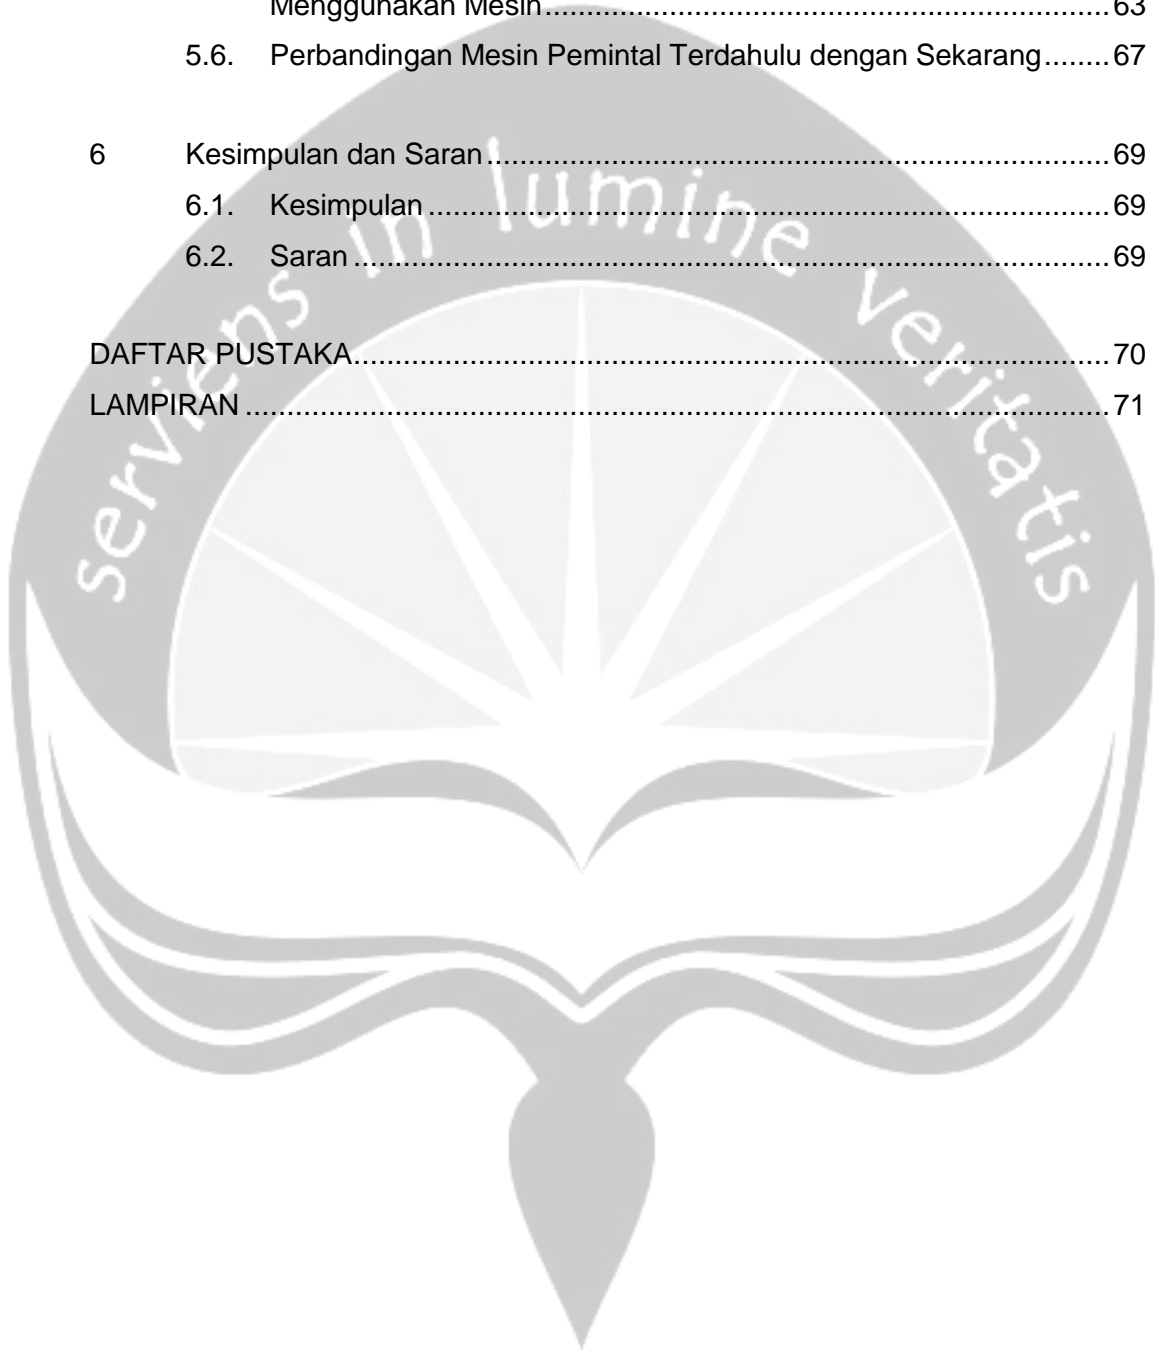 Menggunakan Mesin.......................................................................63
5.6. Perbandingan Mesin Pemintal Terdahulu dengan Sekarang........67
6 Kesimpulan dan Saran.............................................................................69
6.1. Kesimpulan.....................................................................................69
6.2. Saran..............................................................................................69
DAFTAR PUSTAKA..............................................................................................70
LAMPIRAN...........................................................................................................71
serviens in lumine veritatis